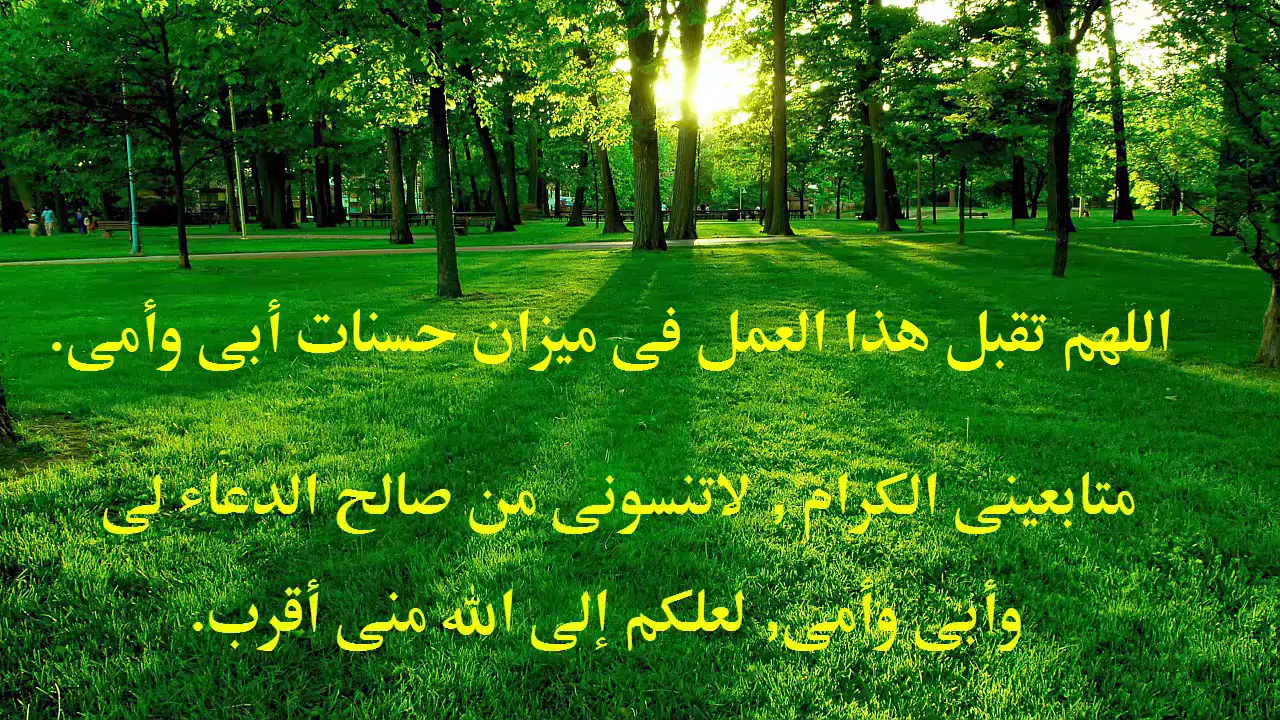 اللهم تقبل هذا العمل فى ميزان حسنات أبى وأمى.
متابعينى الكرام, لاتنسونى من صالح الدعاء لى
وأبى وأمى, لعلكم إلى الله منى أقرب.